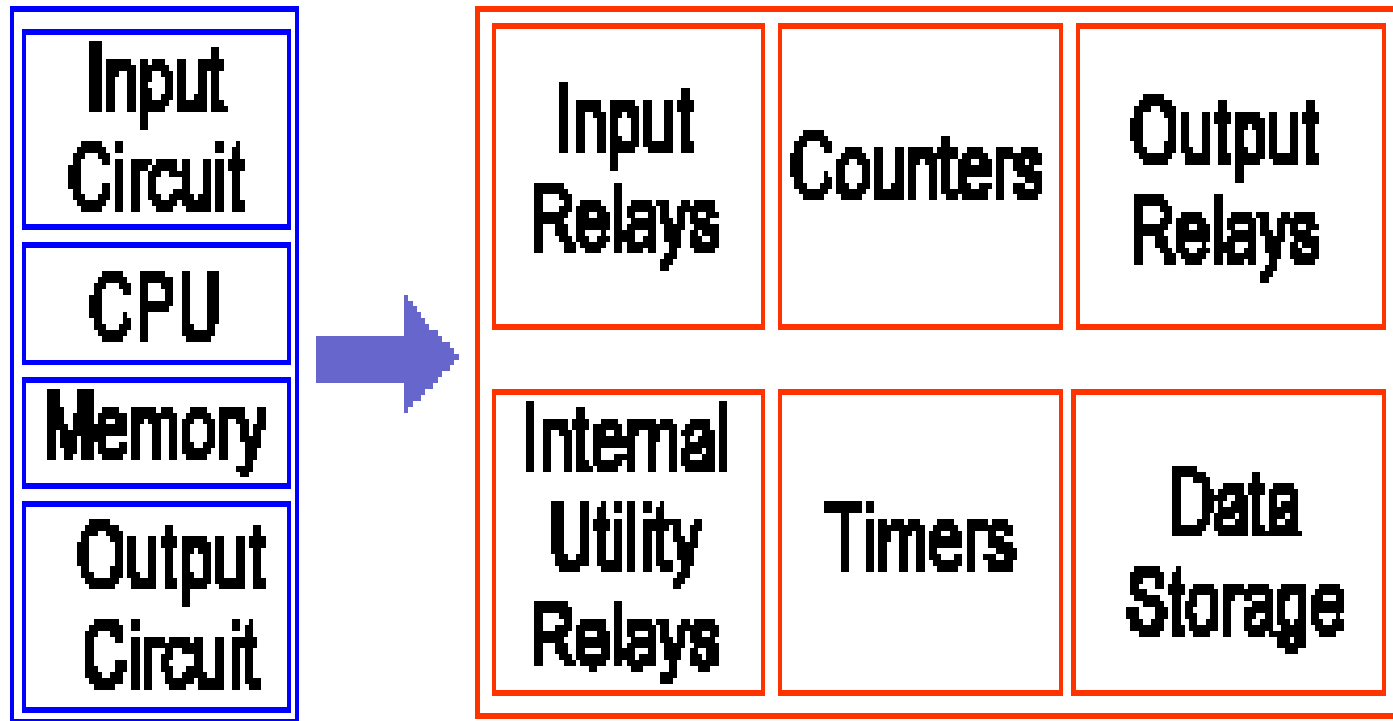 Input
Circuit
CPU
Memory
Output
Circuit
Input
Relays
Counters
Output
Relays
Internal
Utility
Relays
Timers
Data
Storage